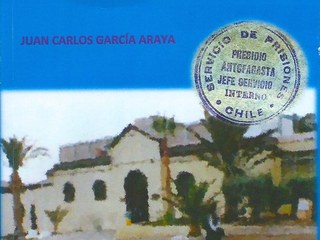 JUAN CARLOS GARCÍA ARAYA
SERVICIO DE PRISIONES
PRESIDIO
ANTOFAGASTA
JEFE SERVICIO
INTERNO
CHILE